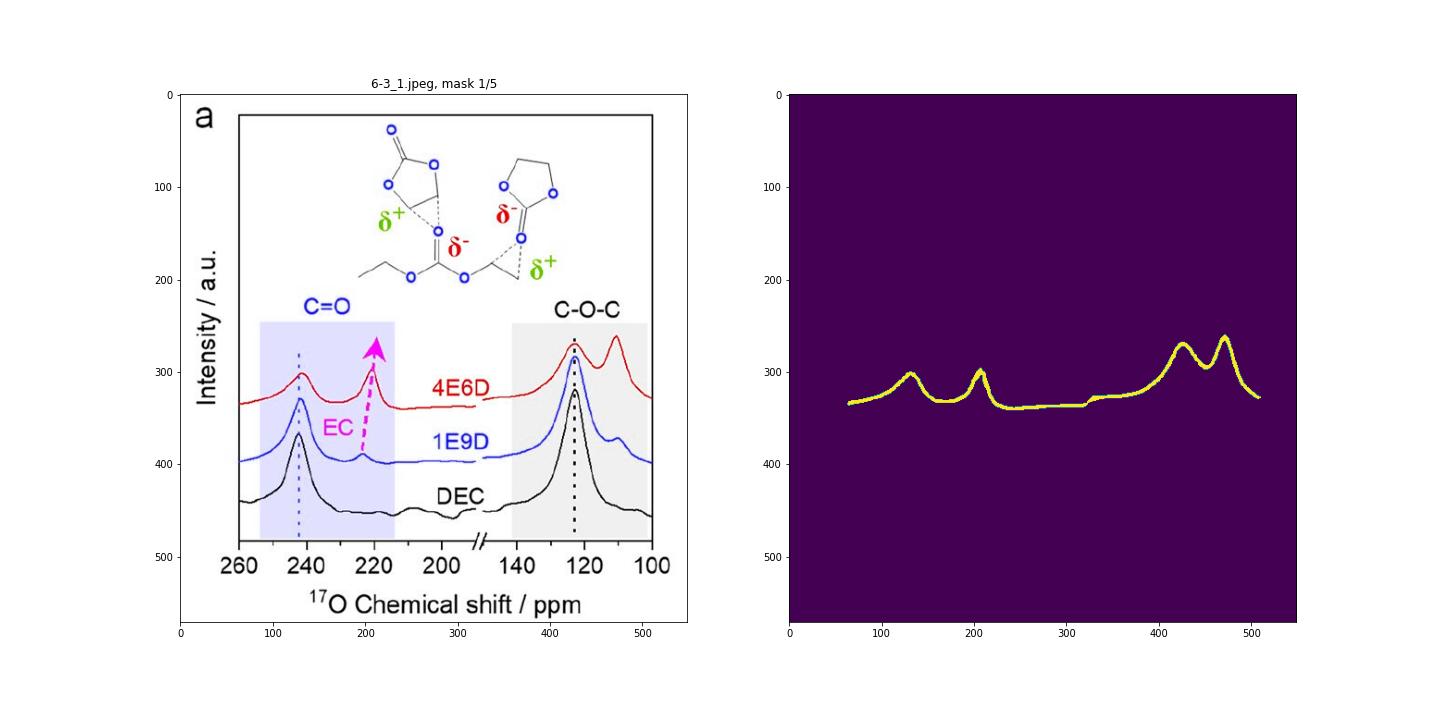 6-3_1.jpeg, mask 1/5
a
O
O
O
O
O
O
δ+
δ-
O
δ-
O
δ+
O
O
C=O
C-O-C
4E6D
EC
1E9D
DEC
Intensity / a.u.
260 240 220 200 140 120 100
17O Chemical shift / ppm
0
100
200
300
400
500
0 100 200 300 400 500
0
100
200
300
400
500
0 100 200 300 400 500